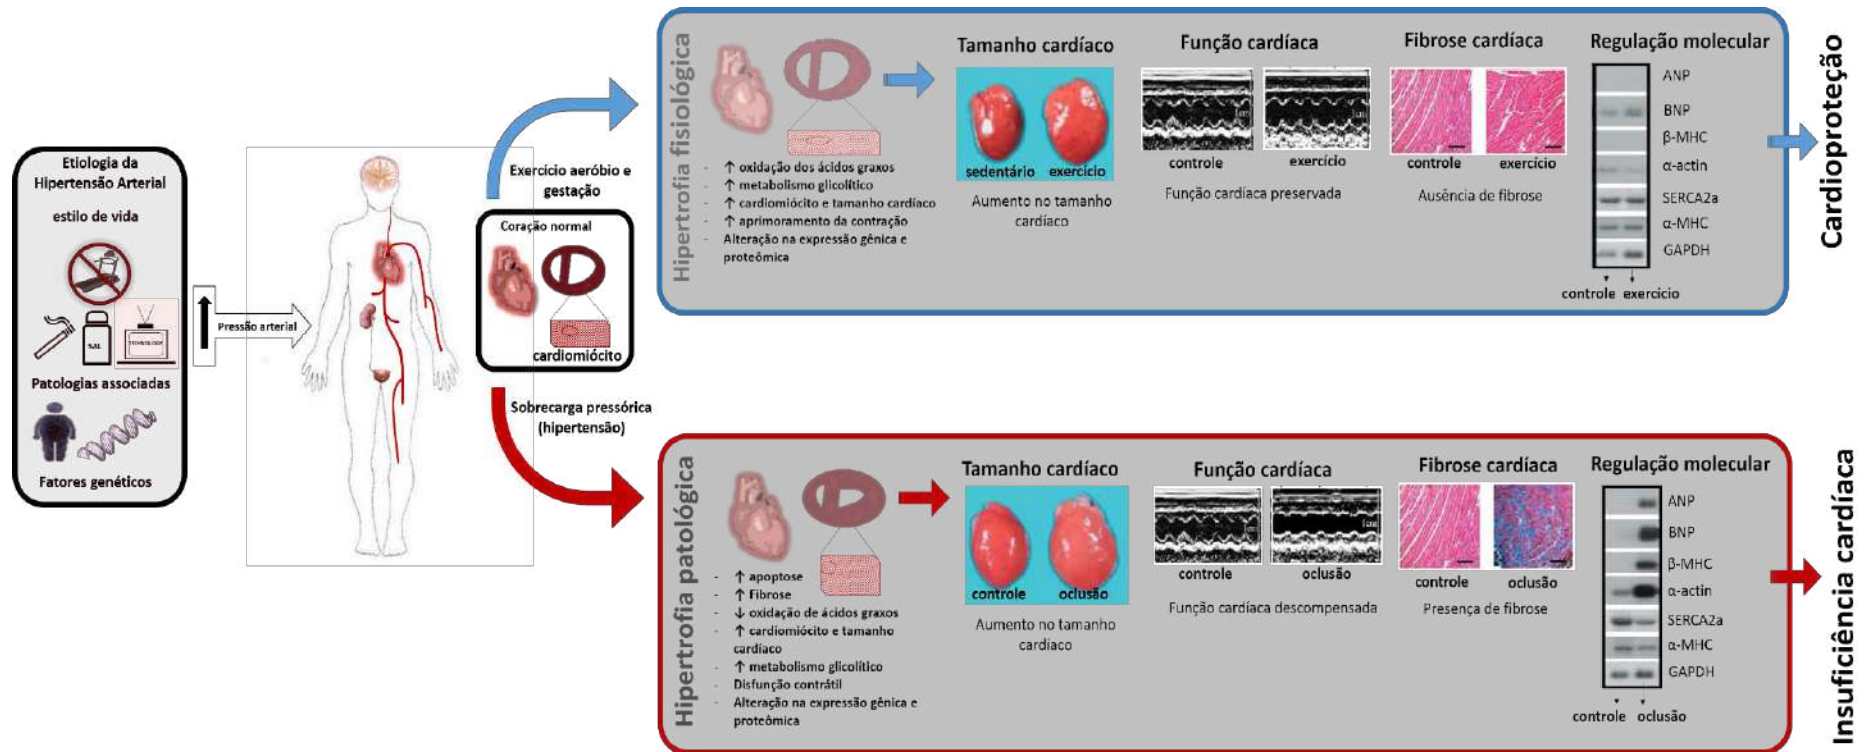 Etiologia da
Hipertensão Arterial
estilo de vida
SAL
Patologias associadas
Fatores genéticos
Pressão arterial
Exercício aeróbio e
gestação
Coração normal
cardiomiócito
Sobrecarga pressórica
(hipertensão)
Hipertrofia fisiológica
- ↑ oxidação dos ácidos graxos
- ↑ metabolismo glicolítico
- ↑ cardiomiócito e tamanho cardíaco
- ↑ aprimoramento da contração
- Alteração na expressão gênica e
proteômica
Tamanho cardíaco
sedentário exercício
Aumento no tamanho
cardíaco
Função cardíaca
1cm
1cm
controle exercício
Função cardíaca preservada
Fibrose cardíaca
controle exercício
Ausência de fibrose
Regulação molecular
ANP
BNP
β-MHC
α-actin
SERCA2a
α-MHC
GAPDH
controle exercício
Cardioproteção
Hipertrofia patológica
- ↑ apoptose
- ↑ Fibrose
- ↓ oxidação de ácidos graxos
- ↑ cardiomiócito e tamanho
cardíaco
- ↑ metabolismo glicolítico
- Disfunção contrátil
- Alteração na expressão gênica e
proteômica
Tamanho cardíaco
controle oclusão
Aumento no tamanho
cardíaco
Função cardíaca
1cm
1cm
controle oclusão
Função cardíaca descompensada
Fibrose cardíaca
controle oclusão
Presença de fibrose
Regulação molecular
ANP
BNP
β-MHC
α-actin
SERCA2a
α-MHC
GAPDH
controle oclusão
Insuficiência cardíaca